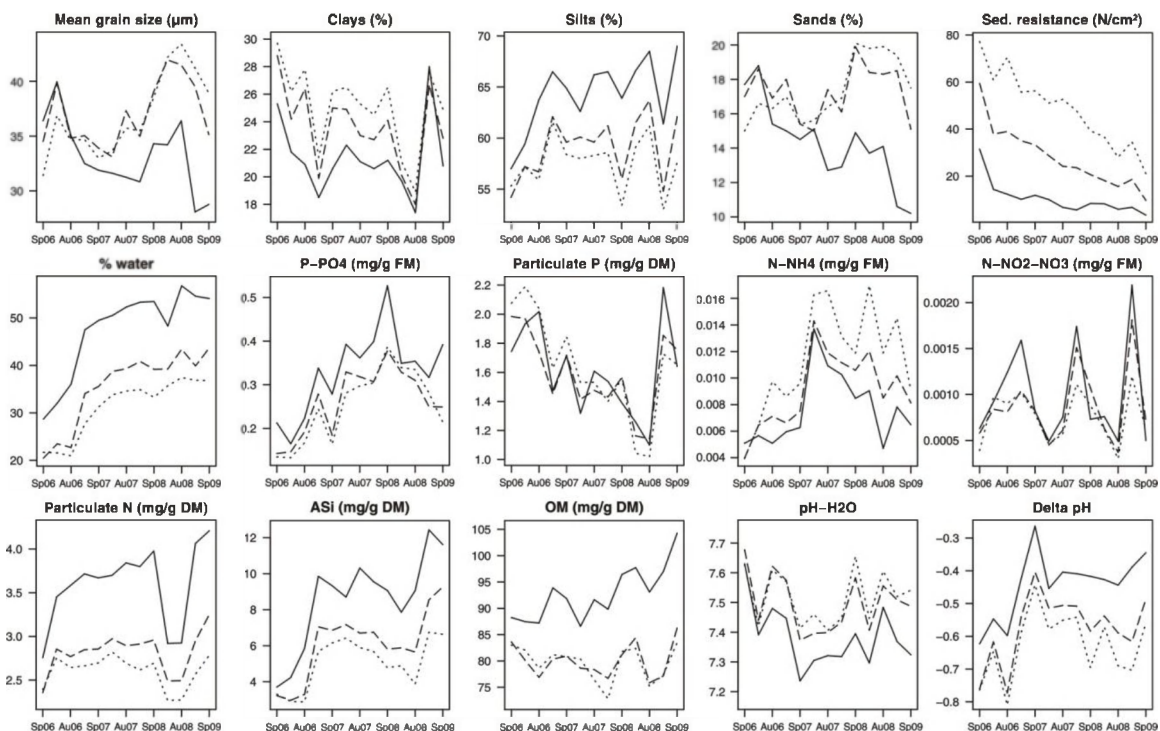 Mean grain size (µm) Clays (%) Silts (%) Sands (%) Sed. resistance (N/cm²)
40 35 30
30 28 26 24 22 20 18
70 65 60 55
20 18 16 14 12 10
80 60 40 20
Sp06 Au06 Sp07 Au07 Sp08 Au08 Sp09 Sp06 Au06 Sp07 Au07 Sp08 Au08 Sp09 Sp06 Au06 Sp07 Au07 Sp08 Au08 Sp09 Sp06 Au06 Sp07 Au07 Sp08 Au08 Sp09 Sp06 Au06 Sp07 Au07 Sp08 Au08 Sp09
% water P−PO4 (mg/g FM) Particulate P (mg/g DM) N−NH4 (mg/g FM) N−NO2−NO3 (mg/g FM)
50 40 30 20
0.5 0.4 0.3 0.2
2.2 2.0 1.8 1.6 1.4 1.2 1.0
0.016 0.014 0.012 0.010 0.008 0.006 0.004
0.0020 0.0015 0.0010 0.0005
Sp06 Au06 Sp07 Au07 Sp08 Au08 Sp09 Sp06 Au06 Sp07 Au07 Sp08 Au08 Sp09 Sp06 Au06 Sp07 Au07 Sp08 Au08 Sp09 Sp06 Au06 Sp07 Au07 Sp08 Au08 Sp09 Sp06 Au06 Sp07 Au07 Sp08 Au08 Sp09
Particulate N (mg/g DM) ASi (mg/g DM) OM (mg/g DM) pH−H2O Delta pH
4.0 3.5 3.0 2.5
12 10 8 6 4
105 100 95 90 85 80 75
7.7 7.6 7.5 7.4 7.3 7.2
−0.3 −0.4 −0.5 −0.6 −0.7 −0.8
Sp06 Au06 Sp07 Au07 Sp08 Au08 Sp09 Sp06 Au06 Sp07 Au07 Sp08 Au08 Sp09 Sp06 Au06 Sp07 Au07 Sp08 Au08 Sp09 Sp06 Au06 Sp07 Au07 Sp08 Au08 Sp09 Sp06 Au06 Sp07 Au07 Sp08 Au08 Sp09